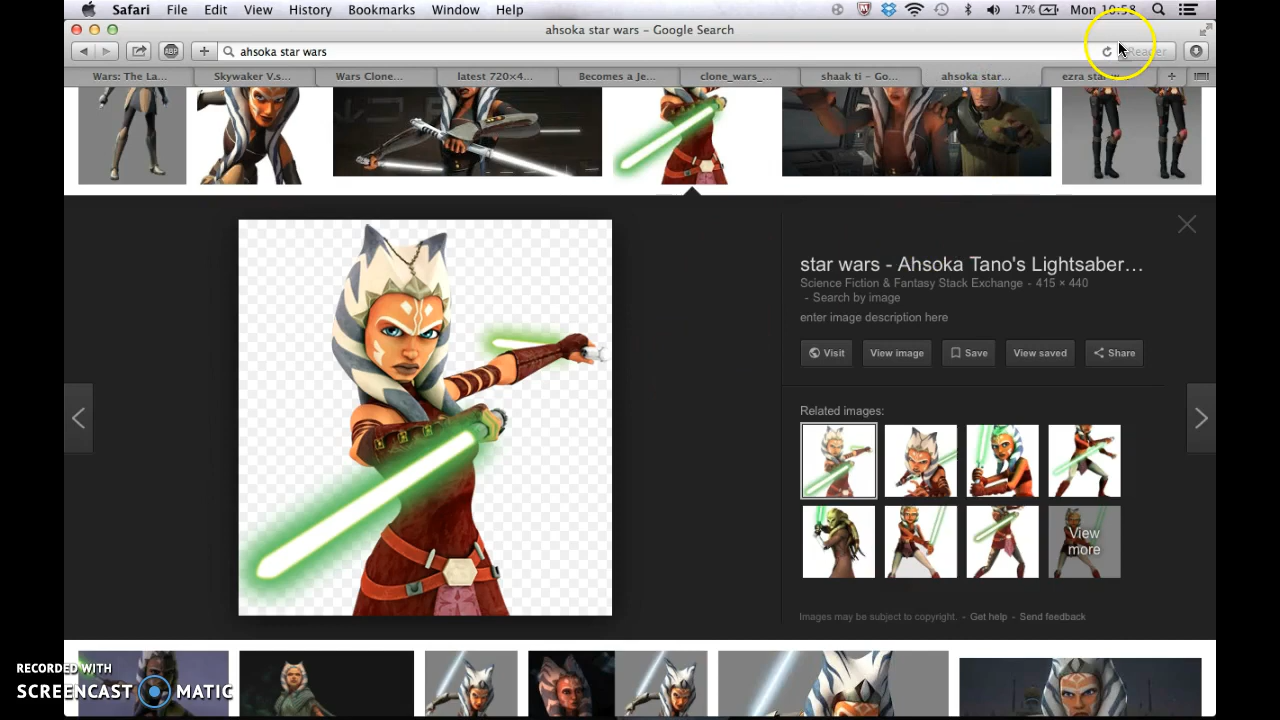 Safari File Edit View History Bookmarks Window Help 17% Mon 10:58
ahsoka star wars – Google Search
ABP ahsoka star wars Reader
Wars: The La... Skywaker V.s... Wars Clone... latest 720×4... Becomes a Je... clone_wars_... shaak ti – Go... ahsoka star... ezra
star wars - Ahsoka Tano's Lightsaber…
Science Fiction & Fantasy Stack Exchange - 415 × 440
- Search by image
enter image description here
Visit View image Save View saved Share
Related images:
View
more
Images may be subject to copyright. - Get help - Send feedback
RECORDED WITH
SCREENCAST MATIC